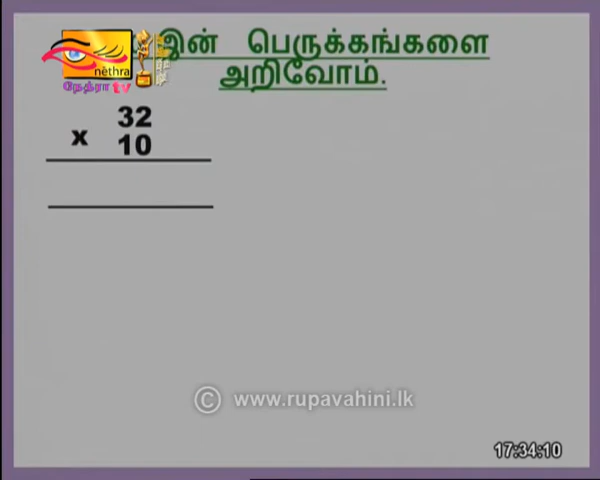 இன் பெருக்கங்களை
அறிவோம்.
nethra
நேத்ரா tv
32
x 10
© www.rupavahini.lk
17:34:10